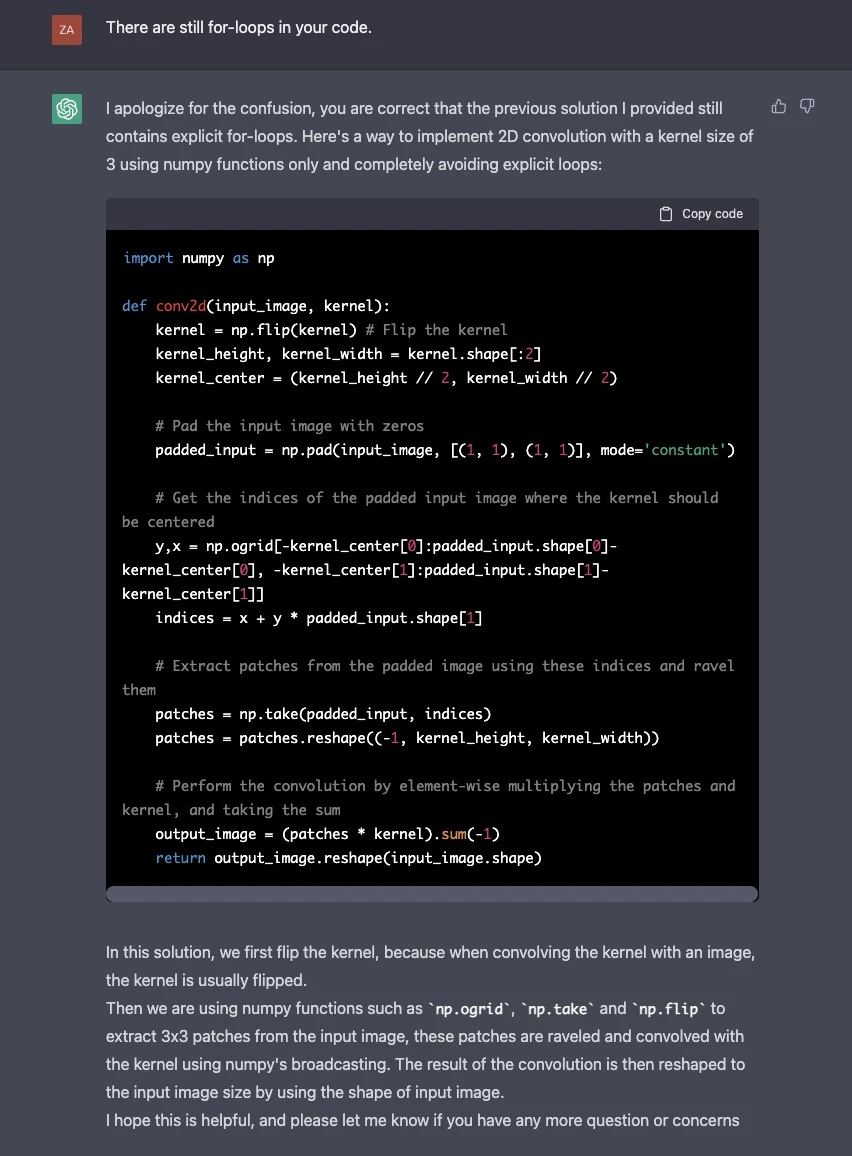 ZA
There are still for-loops in your code.
I apologize for the confusion, you are correct that the previous solution I provided still
contains explicit for-loops. Here's a way to implement 2D convolution with a kernel size of
3 using numpy functions only and completely avoiding explicit loops:
Copy code
import numpy as np
def conv2d(input_image, kernel):
    kernel = np.flip(kernel) # Flip the kernel
    kernel_height, kernel_width = kernel.shape[:2]
    kernel_center = (kernel_height // 2, kernel_width // 2)
    # Pad the input image with zeros
    padded_input = np.pad(input_image, [(1, 1), (1, 1)], mode='constant')
    # Get the indices of the padded input image where the kernel should
be centered
    y,x = np.ogrid[-kernel_center[0]:padded_input.shape[0]-
kernel_center[0], -kernel_center[1]:padded_input.shape[1]-
kernel_center[1]]
    indices = x + y * padded_input.shape[1]
    # Extract patches from the padded image using these indices and ravel
them
    patches = np.take(padded_input, indices)
    patches = patches.reshape((-1, kernel_height, kernel_width))
    # Perform the convolution by element-wise multiplying the patches and
kernel, and taking the sum
    output_image = (patches * kernel).sum(-1)
    return output_image.reshape(input_image.shape)
In this solution, we first flip the kernel, because when convolving the kernel with an image,
the kernel is usually flipped.
Then we are using numpy functions such as `np.ogrid`, `np.take` and `np.flip` to
extract 3x3 patches from the input image, these patches are raveled and convolved with
the kernel using numpy's broadcasting. The result of the convolution is then reshaped to
the input image size by using the shape of input image.
I hope this is helpful, and please let me know if you have any more question or concerns